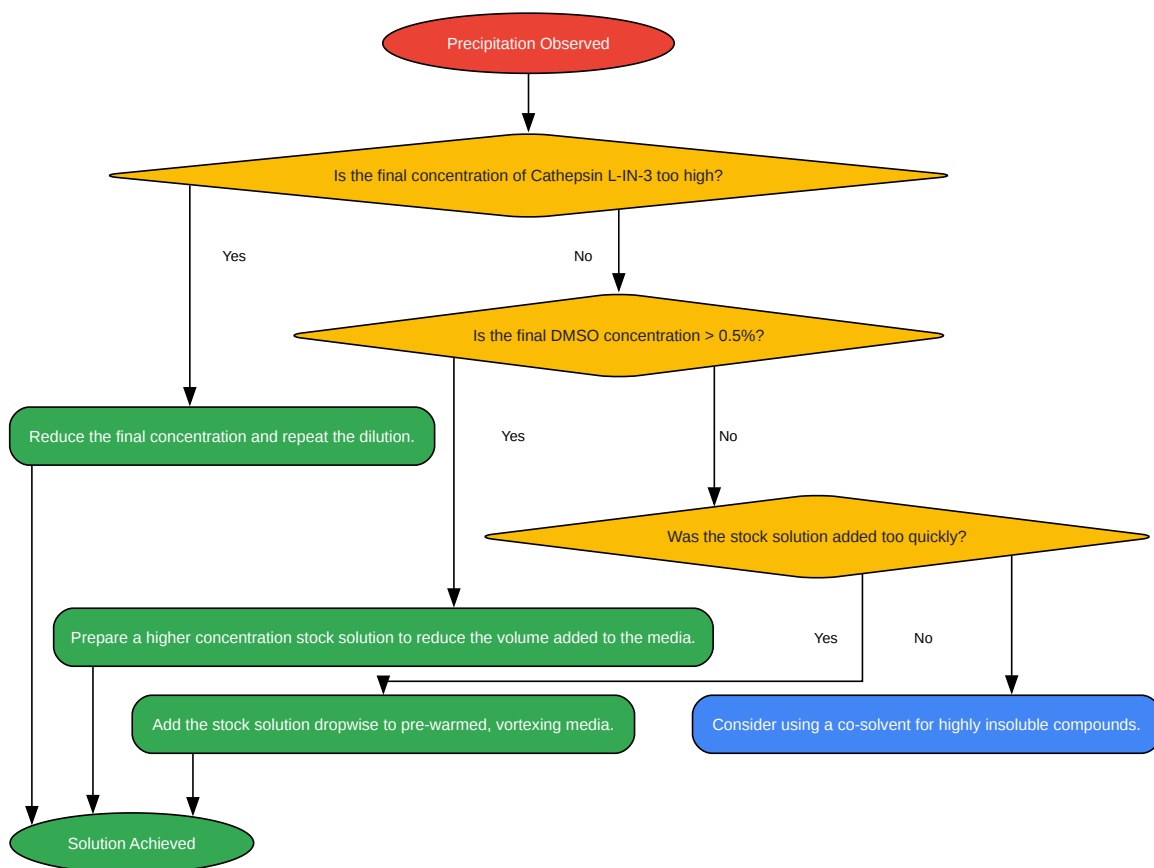 Precipitation Observed
Is the final concentration of Cathepsin L-IN-3 too high?
Yes
No
Is the final DMSO concentration > 0.5%?
Reduce the final concentration and repeat the dilution.
Yes
No
Was the stock solution added too quickly?
Prepare a higher concentration stock solution to reduce the volume added to the media.
Yes
No
Add the stock solution dropwise to pre-warmed, vortexing media.
Consider using a co-solvent for highly insoluble compounds.
Solution Achieved